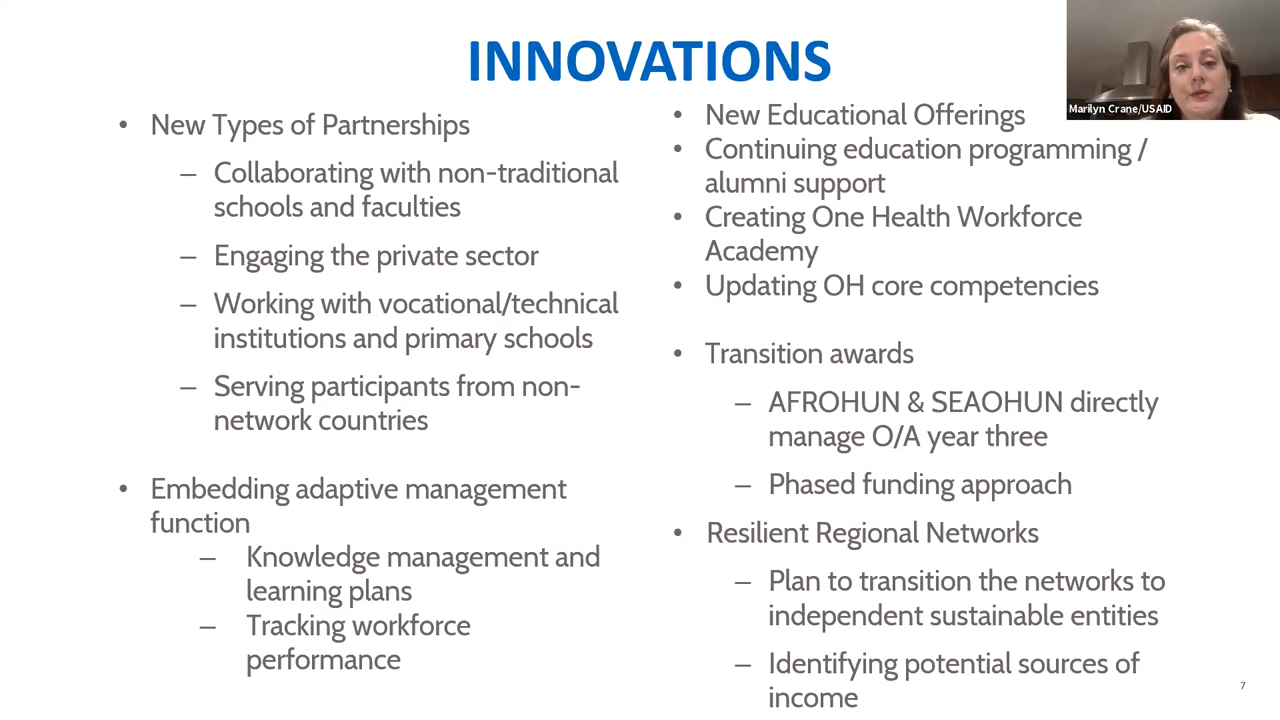 INNOVATIONS
• New Types of Partnerships
– Collaborating with non-traditional
schools and faculties
– Engaging the private sector
– Working with vocational/technical
institutions and primary schools
– Serving participants from non-
network countries
• Embedding adaptive management
function
– Knowledge management and
learning plans
– Tracking workforce
performance
• New Educational Offerings
• Continuing education programming /
alumni support
• Creating One Health Workforce
Academy
• Updating OH core competencies
• Transition awards
– AFROHUN & SEAOHUN directly
manage O/A year three
– Phased funding approach
• Resilient Regional Networks
– Plan to transition the networks to
independent sustainable entities
– Identifying potential sources of
income
Marilyn Crane/USAID
7